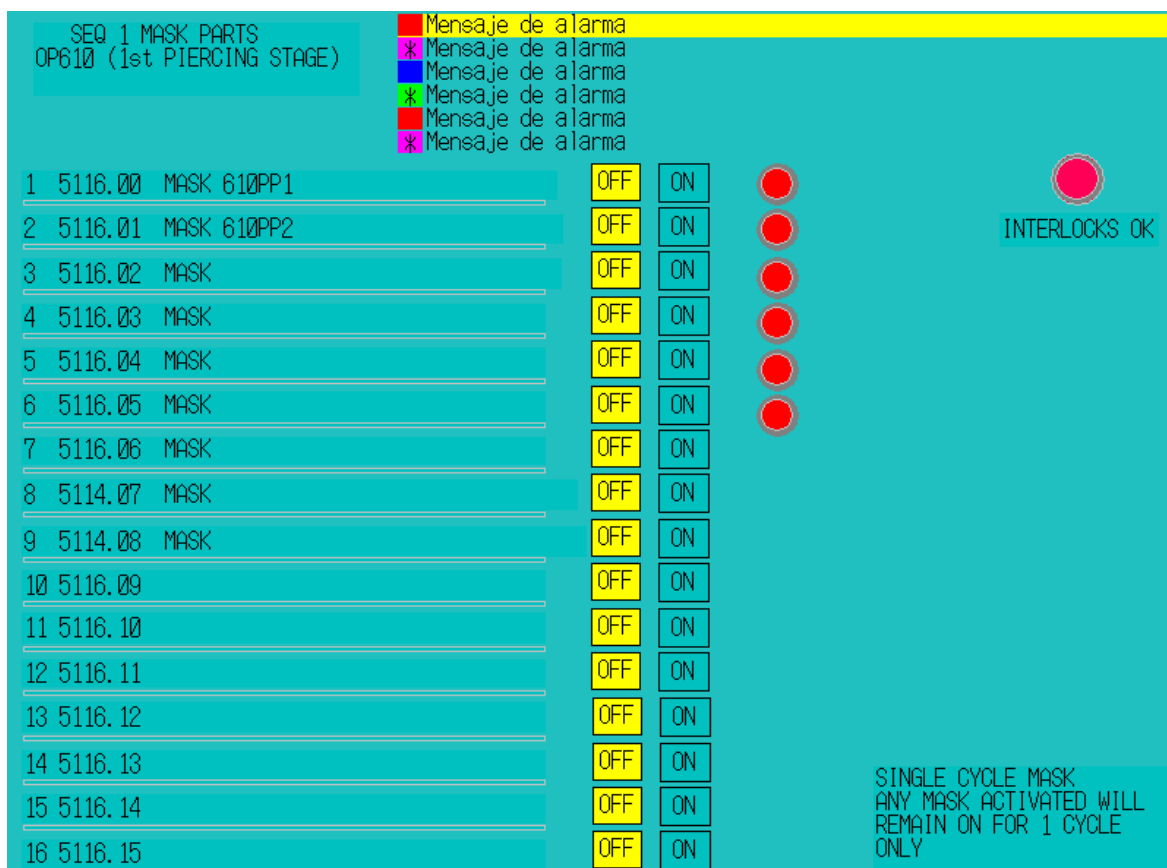 SEQ 1 MASK PARTS
OP610 (1st PIERCING STAGE)
Mensaje de alarma
* Mensaje de alarma
Mensaje de alarma
* Mensaje de alarma
Mensaje de alarma
* Mensaje de alarma
1 5116.00 MASK 610PP1 OFF ON
INTERLOCKS OK
2 5116.01 MASK 610PP2 OFF ON
3 5116.02 MASK OFF ON
4 5116.03 MASK OFF ON
5 5116.04 MASK OFF ON
6 5116.05 MASK OFF ON
7 5116.06 MASK OFF ON
8 5114.07 MASK OFF ON
9 5114.08 MASK OFF ON
10 5116.09 OFF ON
11 5116.10 OFF ON
12 5116.11 OFF ON
13 5116.12 OFF ON
14 5116.13 OFF ON
15 5116.14 OFF ON
16 5116.15 OFF ON
SINGLE CYCLE MASK
ANY MASK ACTIVATED WILL
REMAIN ON FOR 1 CYCLE
ONLY